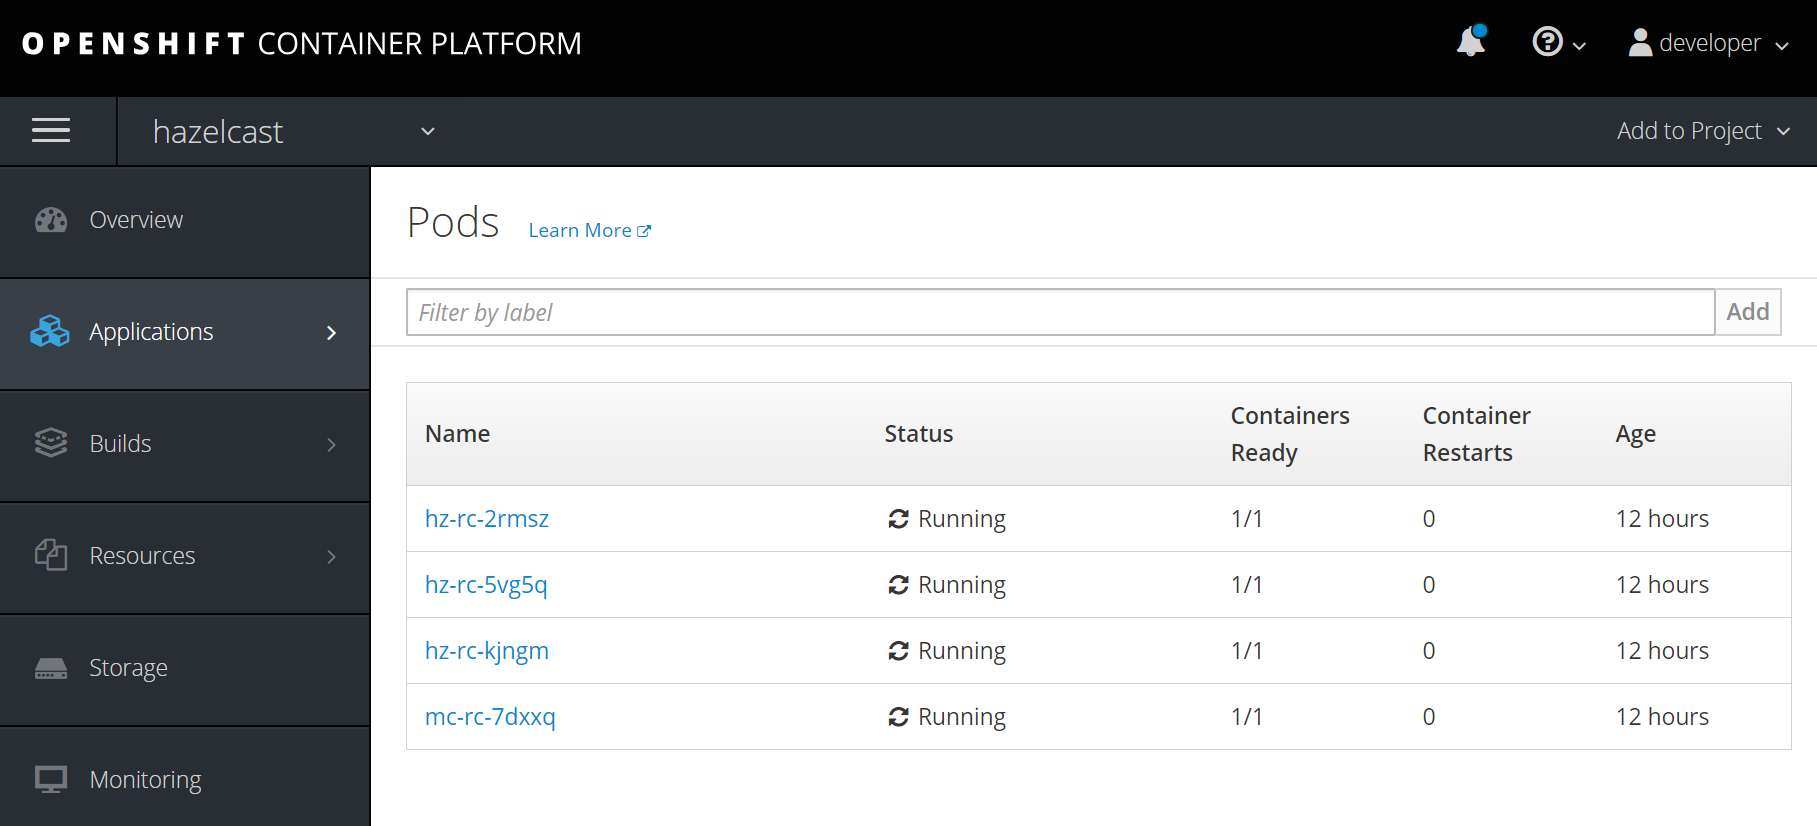 OPENSHIFT CONTAINER PLATFORM
developer
hazelcast
Add to Project
Overview
Applications
Builds
Resources
Storage
Monitoring
Pods Learn More
Filter by label Add
Name Status Containers Ready Container Restarts Age
hz-rc-2rmsz Running 1/1 0 12 hours
hz-rc-5vg5q Running 1/1 0 12 hours
hz-rc-kjngm Running 1/1 0 12 hours
mc-rc-7dxxq Running 1/1 0 12 hours